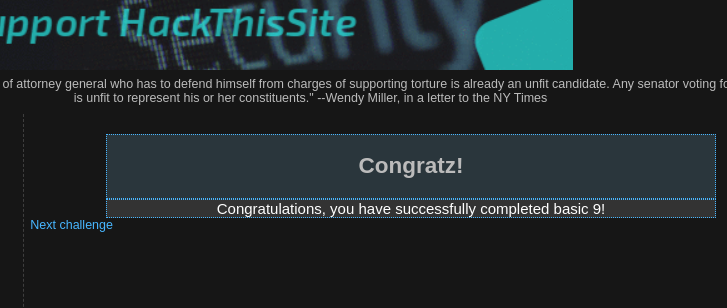 upport HackThisSite
security
of attorney general who has to defend himself from charges of supporting torture is already an unfit candidate. Any senator voting fo
is unfit to represent his or her constituents." --Wendy Miller, in a letter to the NY Times
Congratz!
Congratulations, you have successfully completed basic 9!
Next challenge